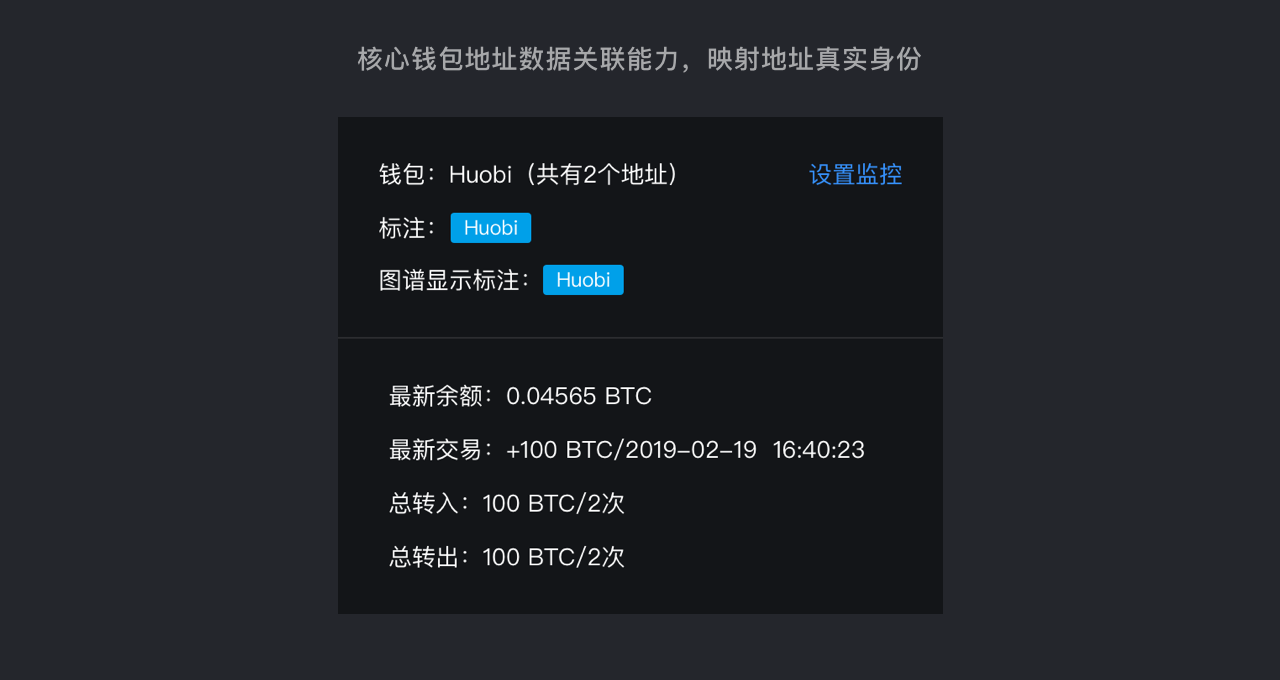 核心钱包地址数据关联能力，映射地址真实身份
钱包：Huobi（共有2个地址） 设置监控
标注： Huobi
图谱显示标注： Huobi
最新余额：0.04565 BTC
最新交易：+100 BTC/2019-02-19 16:40:23
总转入：100 BTC/2次
总转出：100 BTC/2次